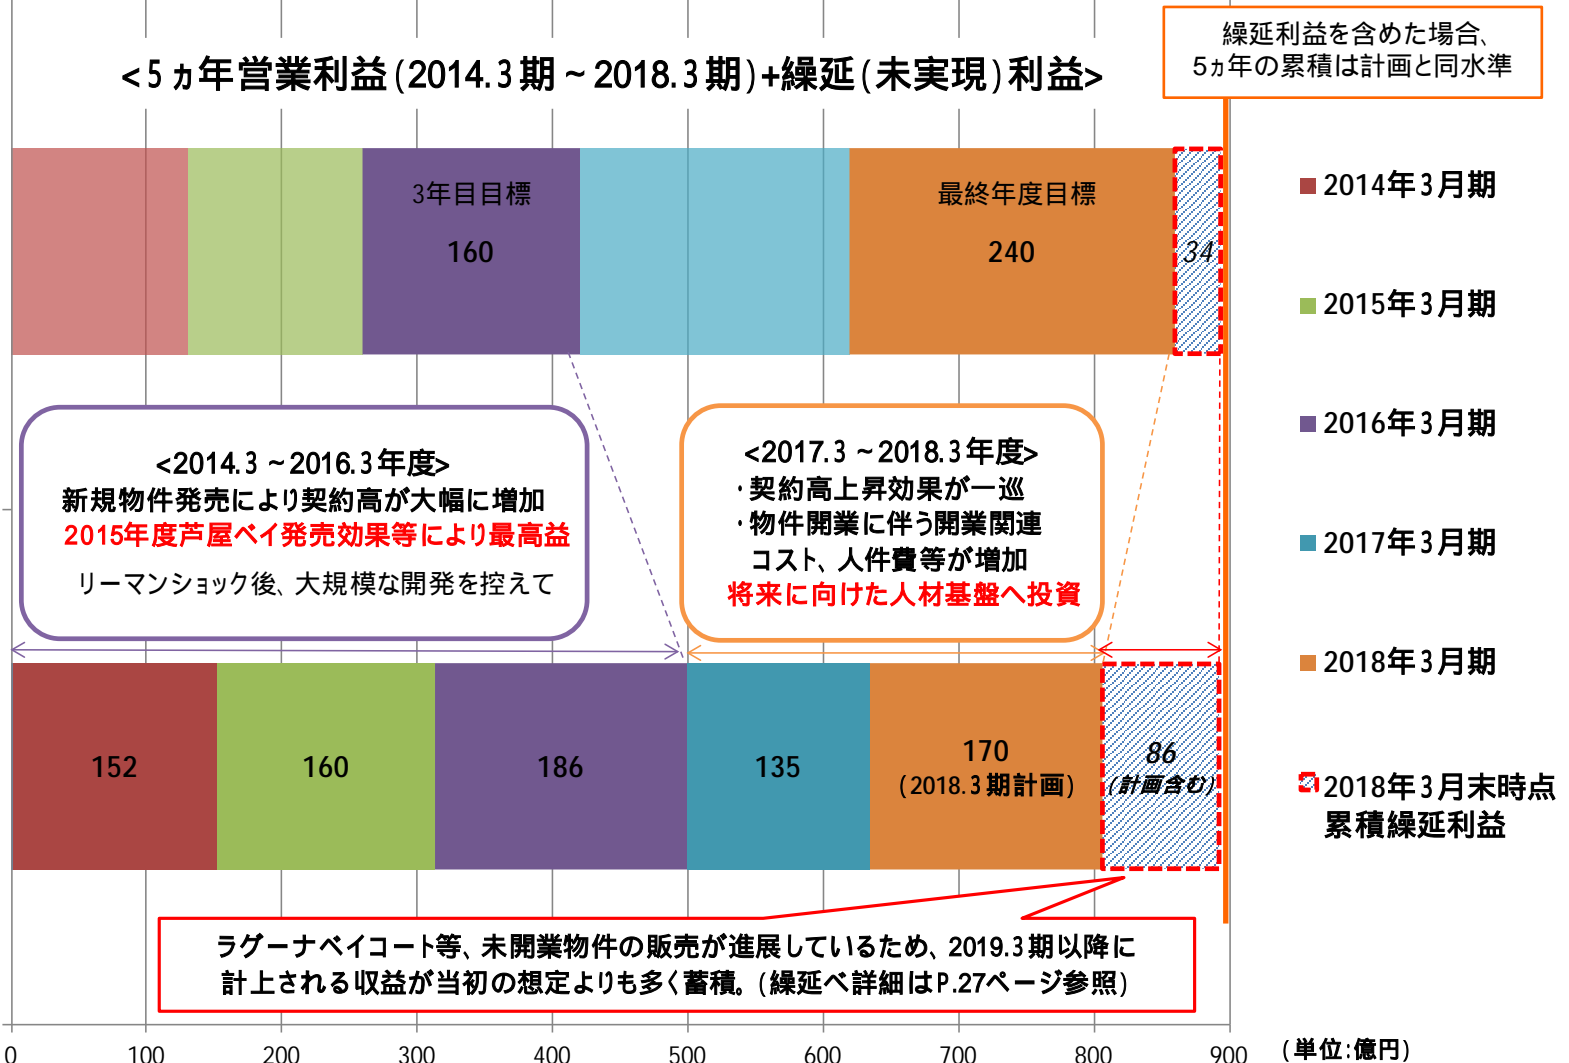 繰延利益を含めた場合、
5ヵ年の累積は計画と同水準
<5ヵ年営業利益(2014.3期~2018.3期)+繰延(未実現)利益>
3年目目標
160
最終年度目標
240
34
2014年3月期
2015年3月期
2016年3月期
2017年3月期
2018年3月期
2018年3月末時点
累積繰延利益
<2014.3~2016.3年度>
新規物件発売により契約高が大幅に増加
2015年度芦屋ベイ発売効果等により最高益
リーマンショック後、大規模な開発を控えて
<2017.3~2018.3年度>
・契約高上昇効果が一巡
・物件開業に伴う開業関連
コスト、人件費等が増加
将来に向けた人材基盤へ投資
152
160
186
135
170
(2018.3期計画)
86
(計画含む)
ラグーナベイコート等、未開業物件の販売が進展しているため、2019.3期以降に
計上される収益が当初の想定よりも多く蓄積。(繰延べ詳細はP.27ページ参照)
0 100 200 300 400 500 600 700 800 900
(単位:億円)